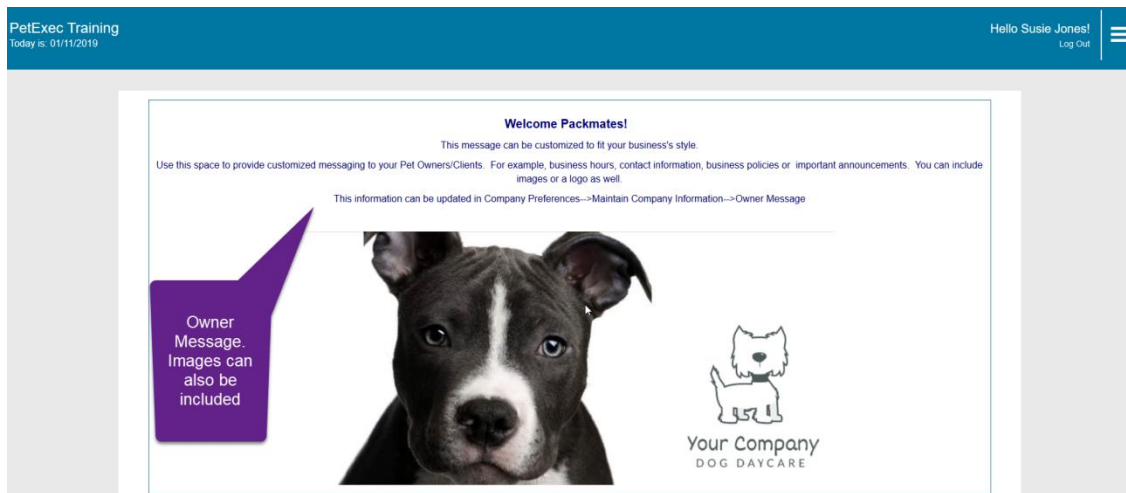 PetExec Training
Today is: 01/11/2019
Hello Susie Jones!
Log Out
Welcome Packmates!
This message can be customized to fit your business's style.
Use this space to provide customized messaging to your Pet Owners/Clients. For example, business hours, contact information, business policies or important announcements. You can include
images or a logo as well.
This information can be updated in Company Preferences-->Maintain Company Information-->Owner Message
Owner
Message.
Images can
also be
included
Your Company
DOG DAYCARE